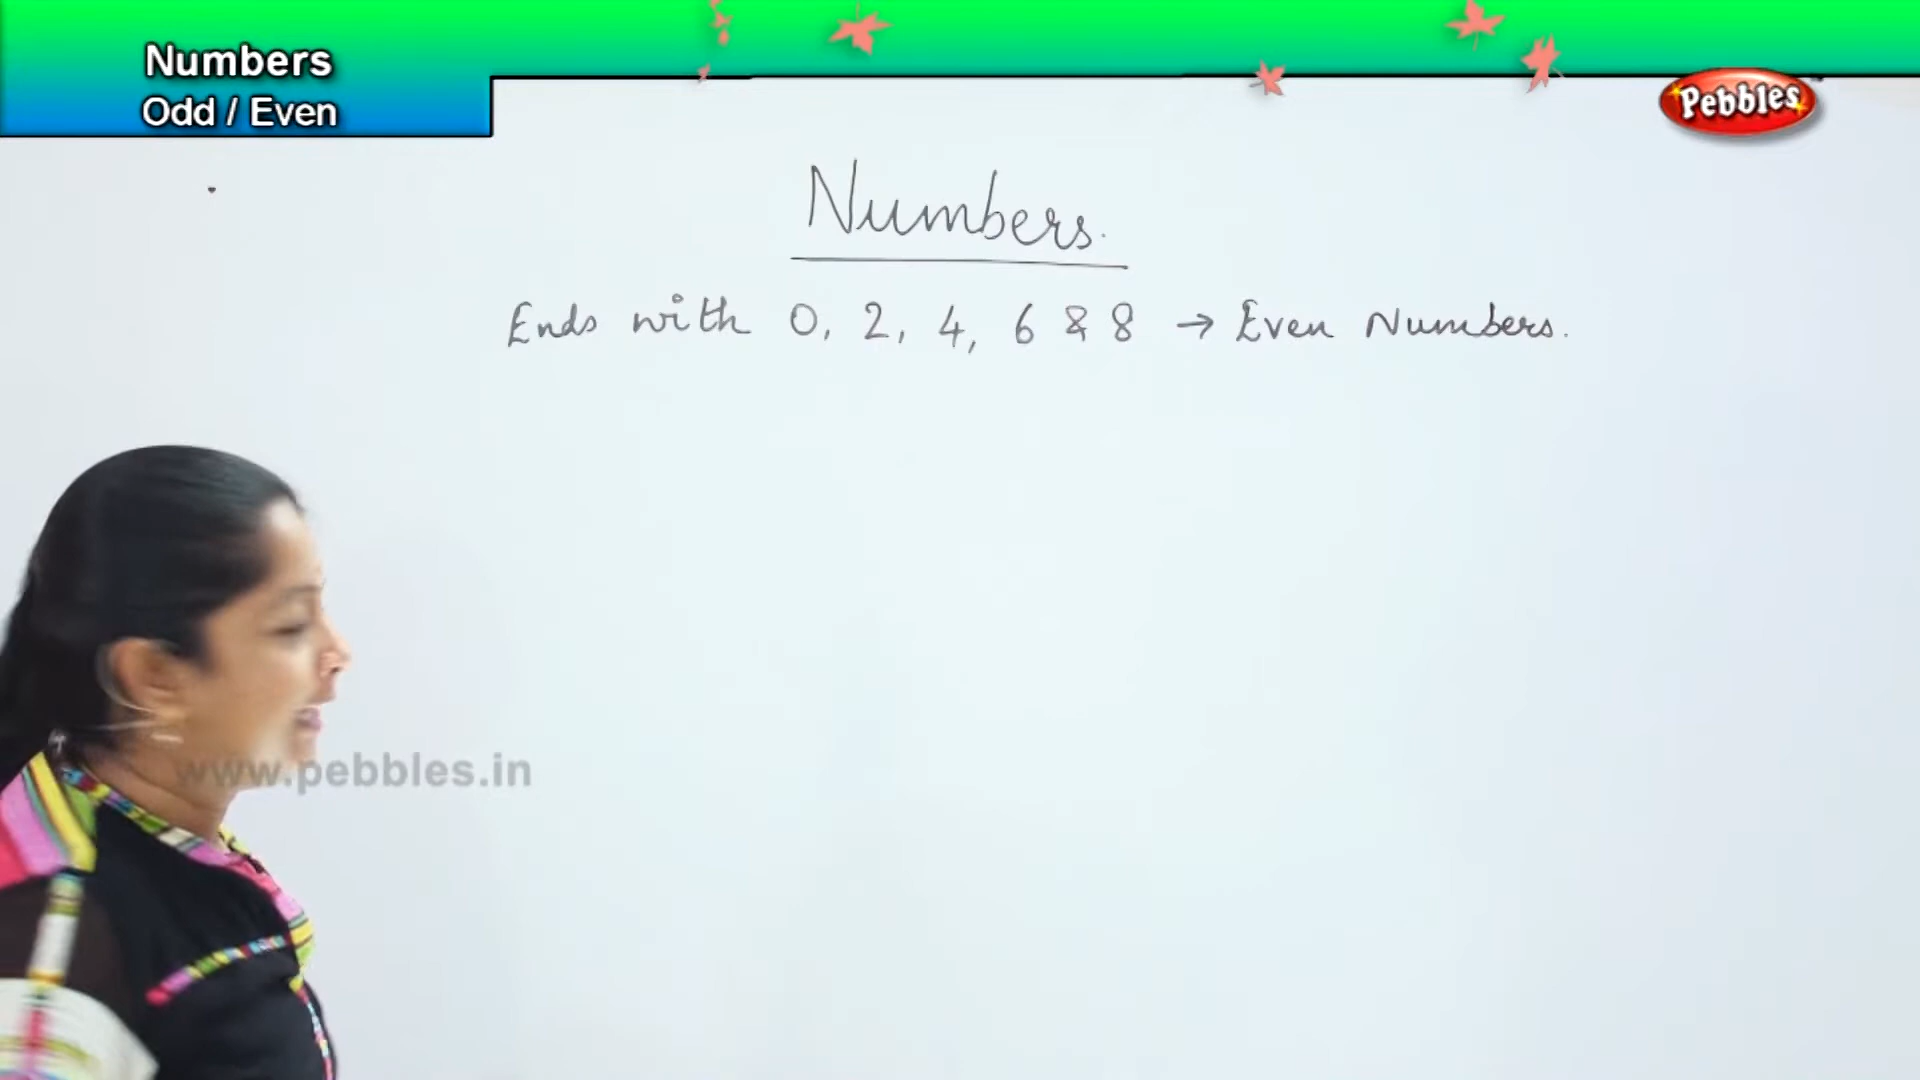 Numbers
Odd / Even
Pebbles
Numbers.
Ends with 0, 2, 4, 6 & 8 → Even Numbers.
www.pebbles.in